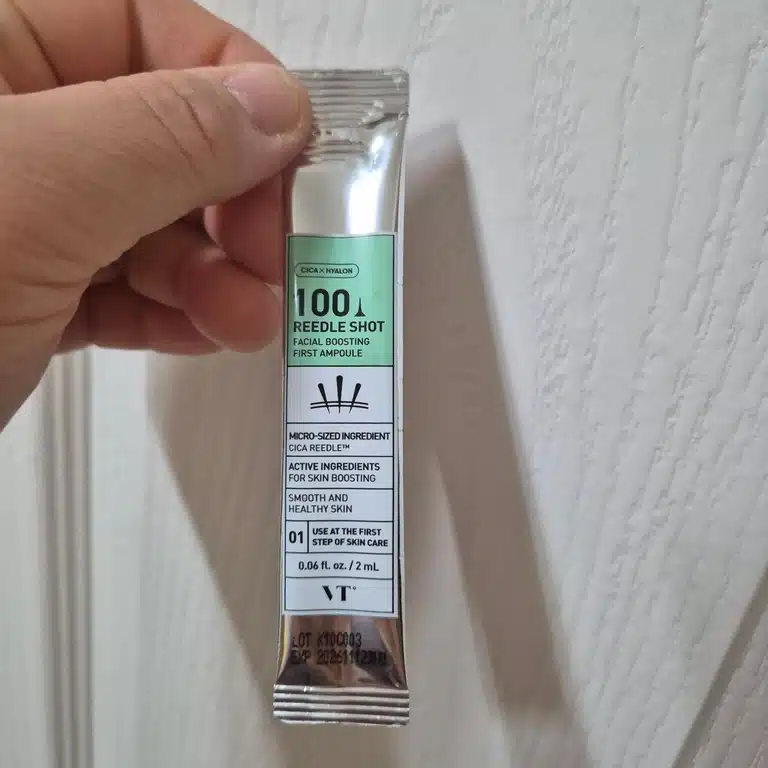 CICA × HYALON
100
REEDLE SHOT
FACIAL BOOSTING
FIRST AMPOULE
MICRO-SIZED INGREDIENT
CICA REEDLE™
ACTIVE INGREDIENTS
FOR SKIN BOOSTING
SMOOTH AND
HEALTHY SKIN
01
USE AT THE FIRST
STEP OF SKIN CARE
0.06 fl. oz. / 2 mL
VT
LOT
EXP